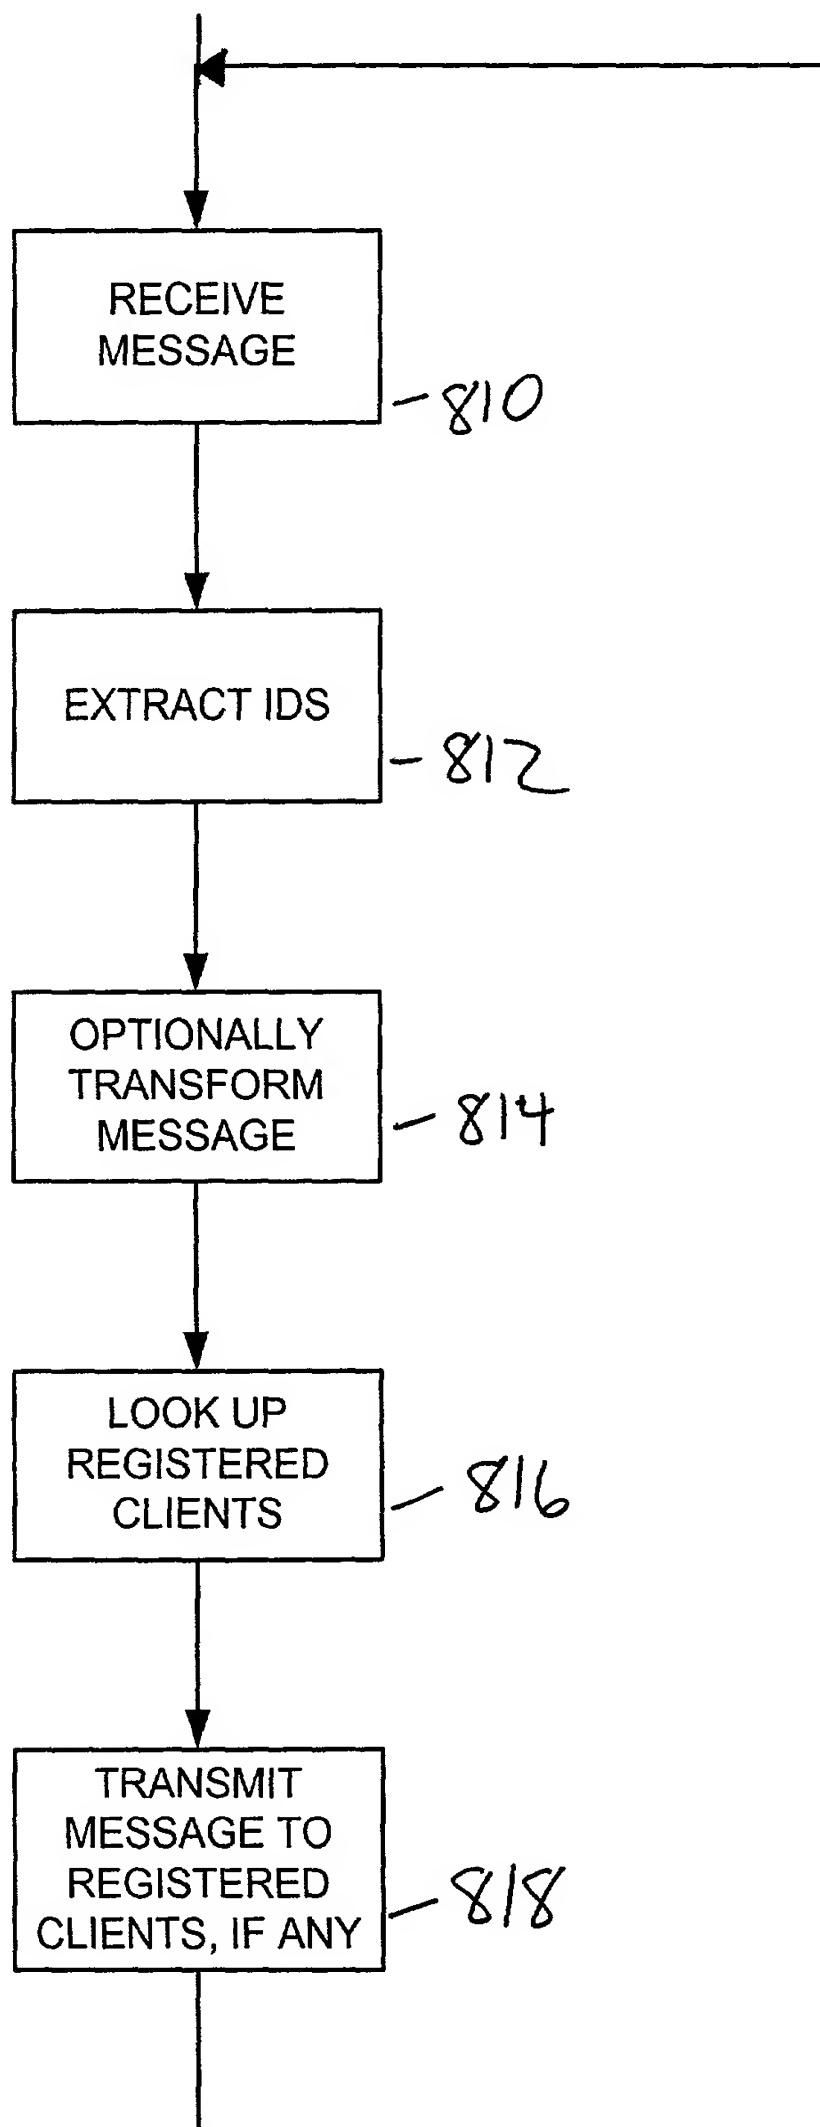 RECEIVE
MESSAGE
810
EXTRACT IDS
812
OPTIONALLY
TRANSFORM
MESSAGE
814
LOOK UP
REGISTERED
CLIENTS
816
TRANSMIT
MESSAGE TO
REGISTERED
CLIENTS, IF ANY
818